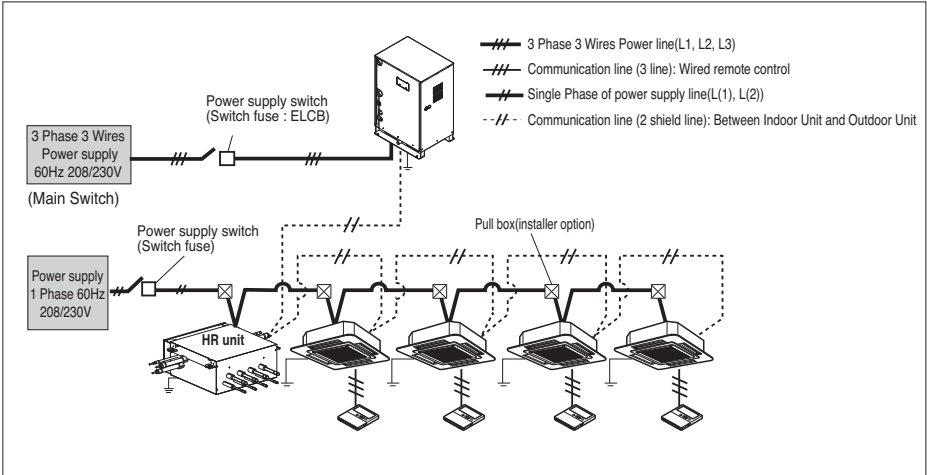 3 Phase 3 Wires Power line(L1, L2, L3)
Communication line (3 line): Wired remote control
Single Phase of power supply line(L(1), L(2))
Communication line (2 shield line): Between Indoor Unit and Outdoor Unit
Power supply switch
(Switch fuse : ELCB)
3 Phase 3 Wires
Power supply
60Hz 208/230V
(Main Switch)
Pull box(installer option)
Power supply switch
(Switch fuse)
Power supply
1 Phase 60Hz
208/230V
HR unit